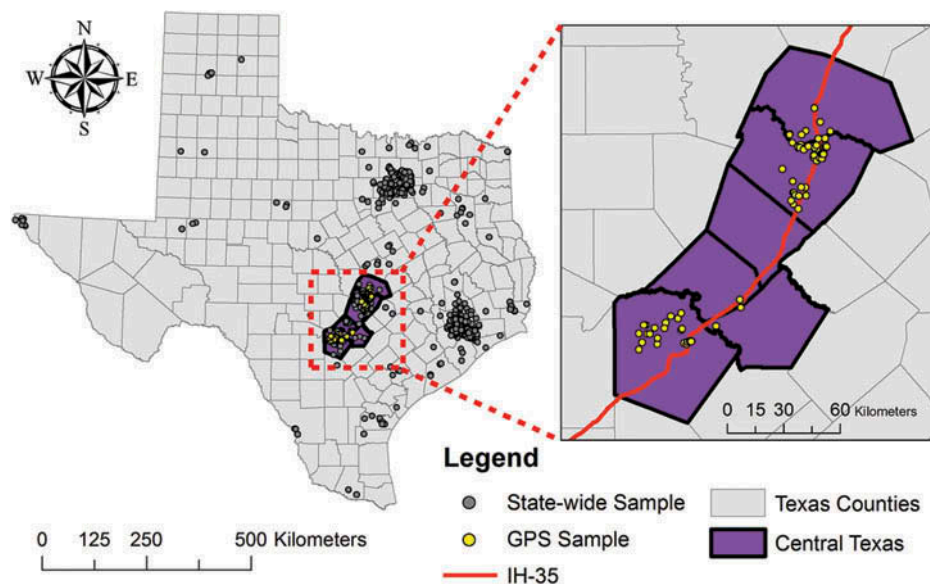 N
W E
S
0 15 30 60 Kilometers
Legend
State-wide Sample
GPS Sample
IH-35
Texas Counties
Central Texas
0 125 250 500 Kilometers